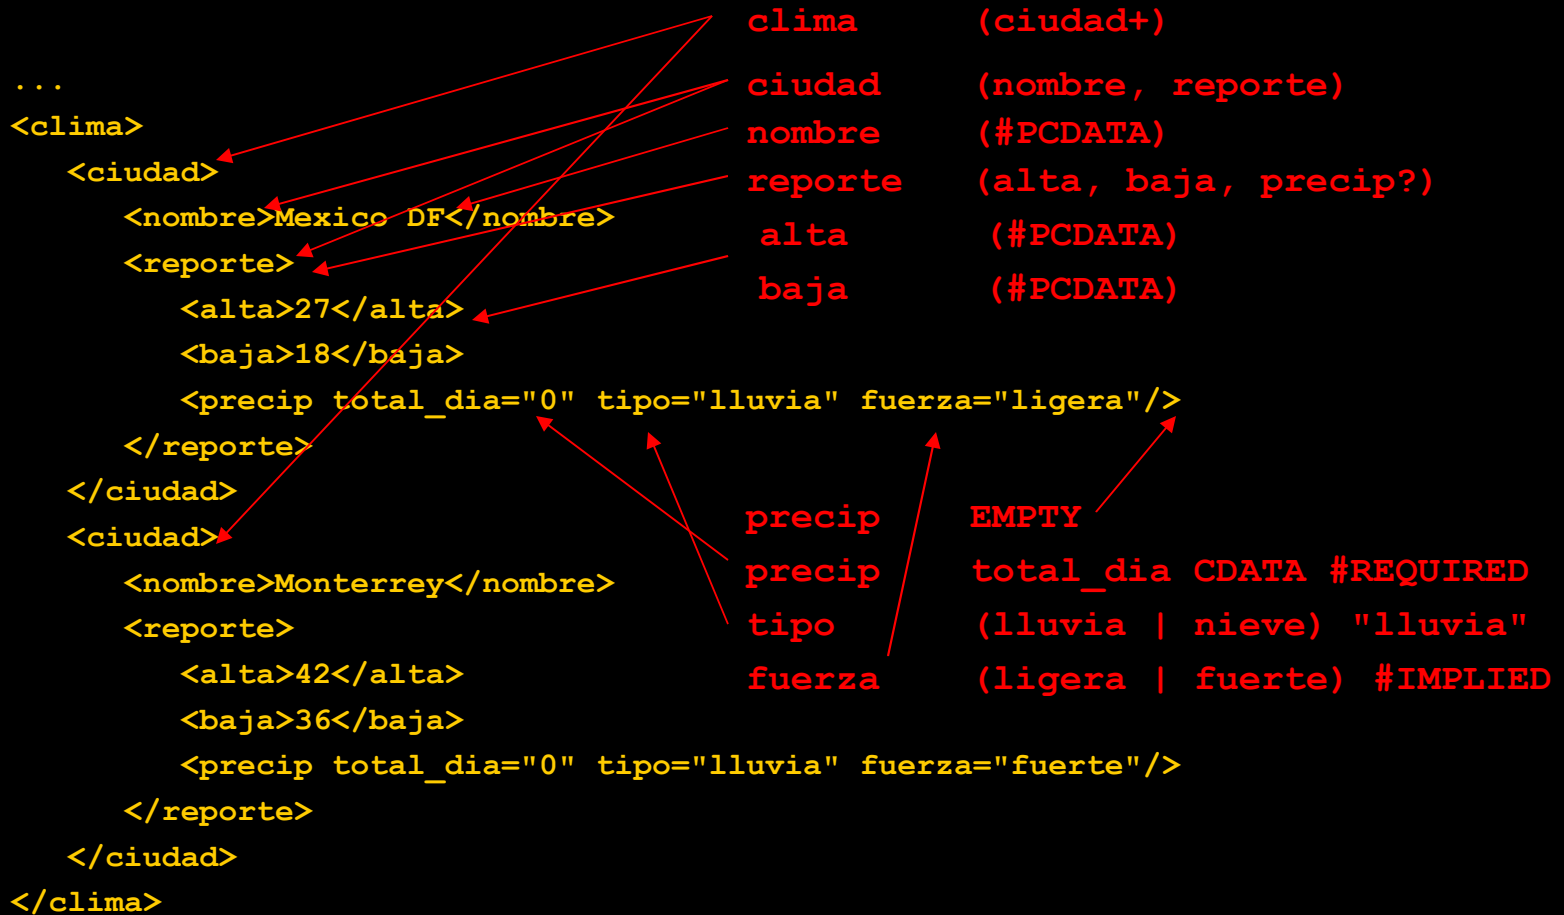 ...
<clima>
   <ciudad>
      <nombre>Mexico DF</nombre>
      <reporte>
         <alta>27</alta>
         <baja>18</baja>
         <precip total_dia="0" tipo="lluvia" fuerza="ligera"/>
      </reporte>
   </ciudad>
   <ciudad>
      <nombre>Monterrey</nombre>
      <reporte>
         <alta>42</alta>
         <baja>36</baja>
         <precip total_dia="0" tipo="lluvia" fuerza="fuerte"/>
      </reporte>
   </ciudad>
</clima>
clima (ciudad+)
ciudad (nombre, reporte)
nombre (#PCDATA)
reporte (alta, baja, precip?)
alta (#PCDATA)
baja (#PCDATA)
precip EMPTY
precip total_dia CDATA #REQUIRED
tipo (lluvia | nieve) "lluvia"
fuerza (ligera | fuerte) #IMPLIED